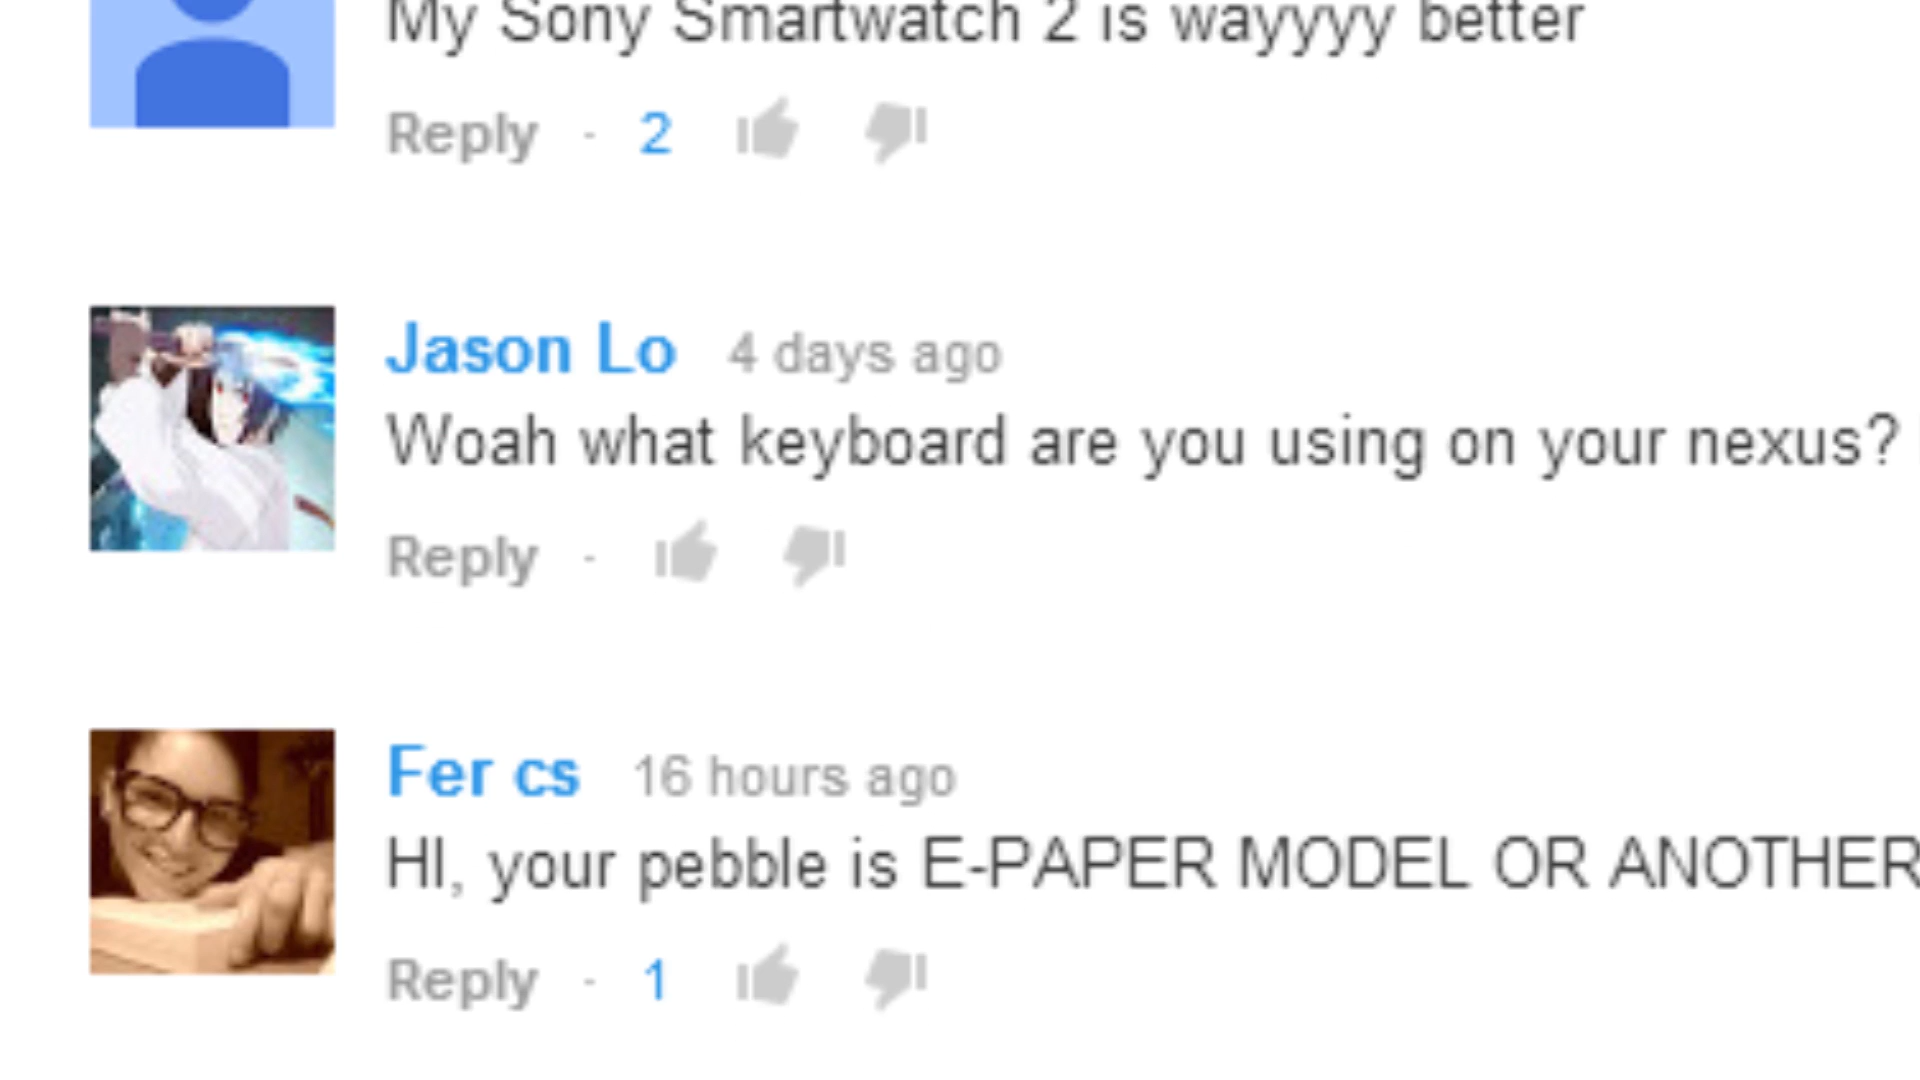 My Sony Smartwatch 2 is wayyyy better
Reply · 2
Jason Lo 4 days ago
Woah what keyboard are you using on your nexus?
Reply ·
Fer cs 16 hours ago
HI, your pebble is E-PAPER MODEL OR ANOTHER
Reply · 1